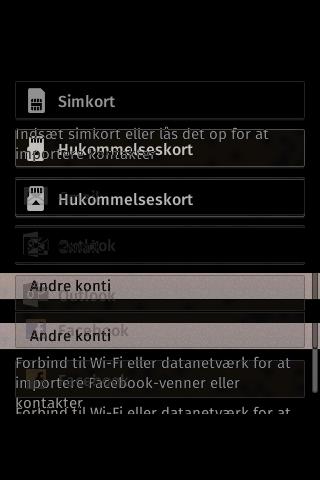 Simkort
Indsæt simkort eller lås det op for at
importere kontakter
Hukommelseskort
Hukommelseskort
Gmail
Outlook
Andre konti
Outlook
Facebook
Andre konti
Forbind til Wi-Fi eller datanetværk for at
importere Facebook-venner eller
Facebook
kontakter
Forbind til Wi-Fi eller datanetværk for at